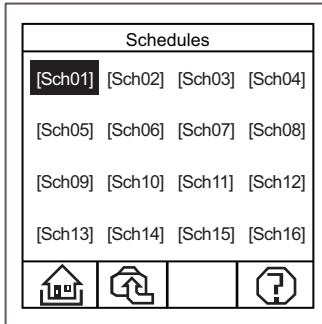 Schedules
[Sch01] [Sch02] [Sch03] [Sch04]
[Sch05] [Sch06] [Sch07] [Sch08]
[Sch09] [Sch10] [Sch11] [Sch12]
[Sch13] [Sch14] [Sch15] [Sch16]
?